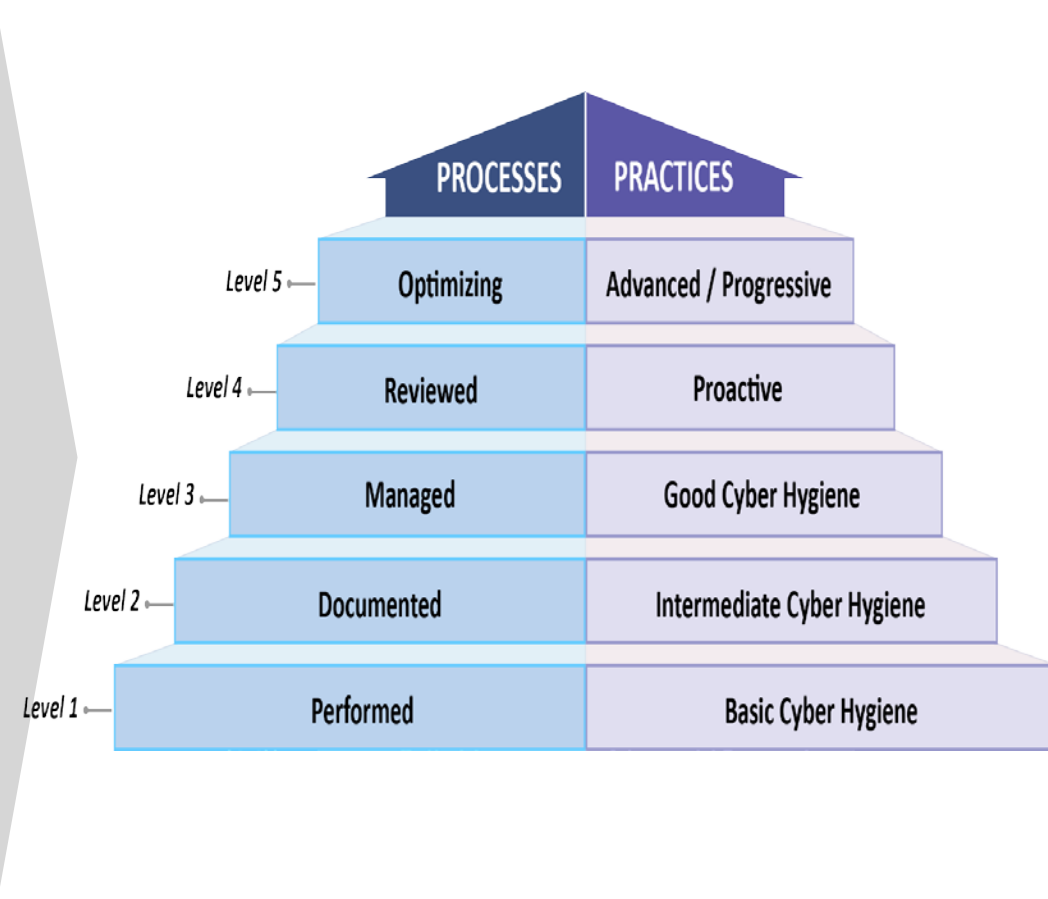 PROCESSES PRACTICES
Level 5 Optimizing Advanced / Progressive
Level 4 Reviewed Proactive
Level 3 Managed Good Cyber Hygiene
Level 2 Documented Intermediate Cyber Hygiene
Level 1 Performed Basic Cyber Hygiene